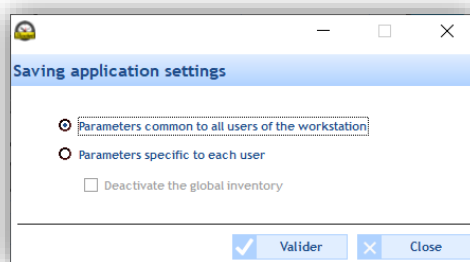 Saving application settings
Parameters common to all users of the workstation
Parameters specific to each user
Deactivate the global inventory
Valider Close